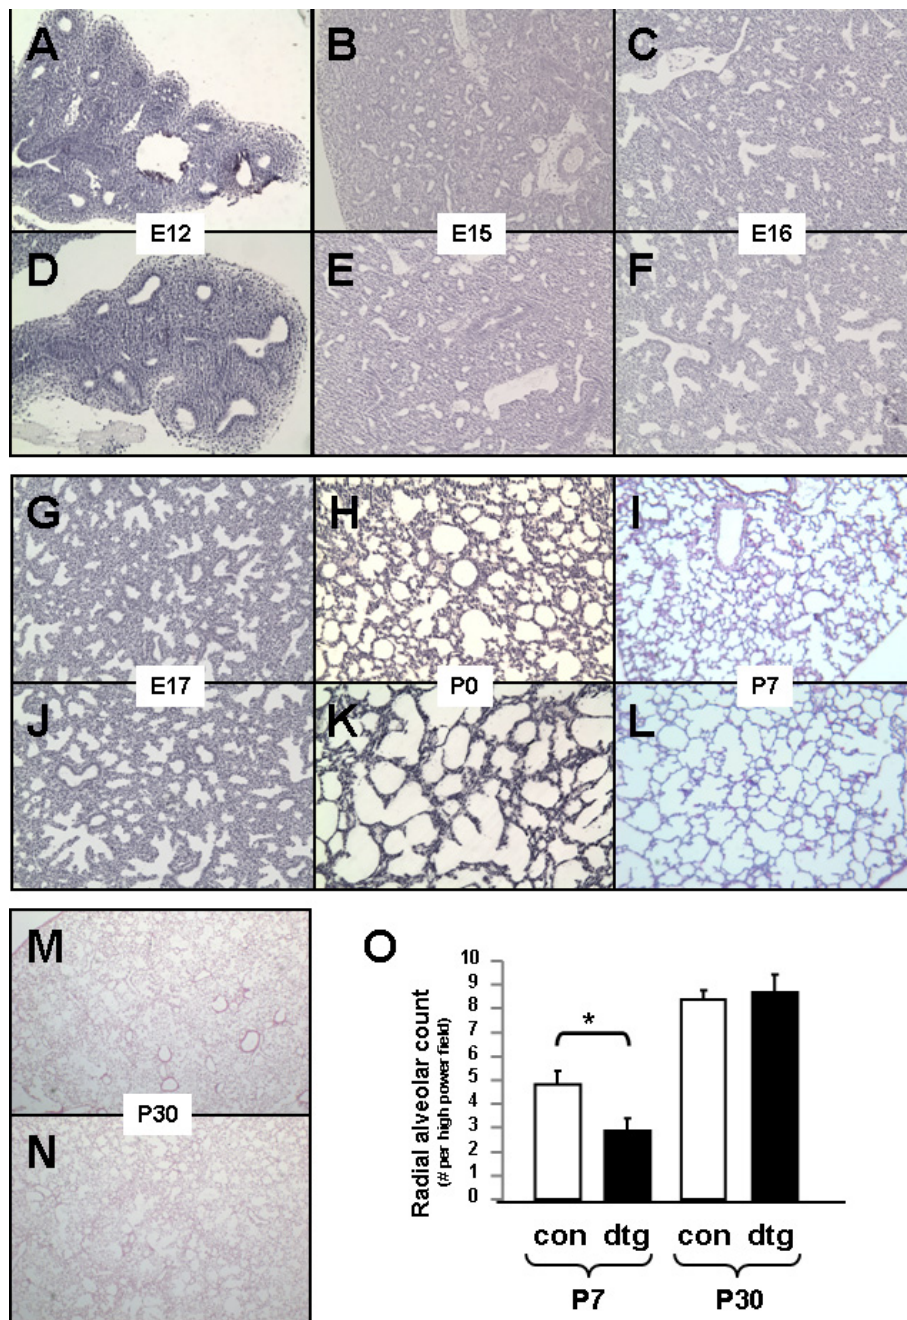 A
B
C
E12
E15
E16
D
E
F
G
H
I
E17
P0
P7
J
K
L
M
P30
N
O
Radial alveolar count
(# per high power field)
10
9
8
7
6
5
4
3
2
1
0
*
con dtg con dtg
P7 P30